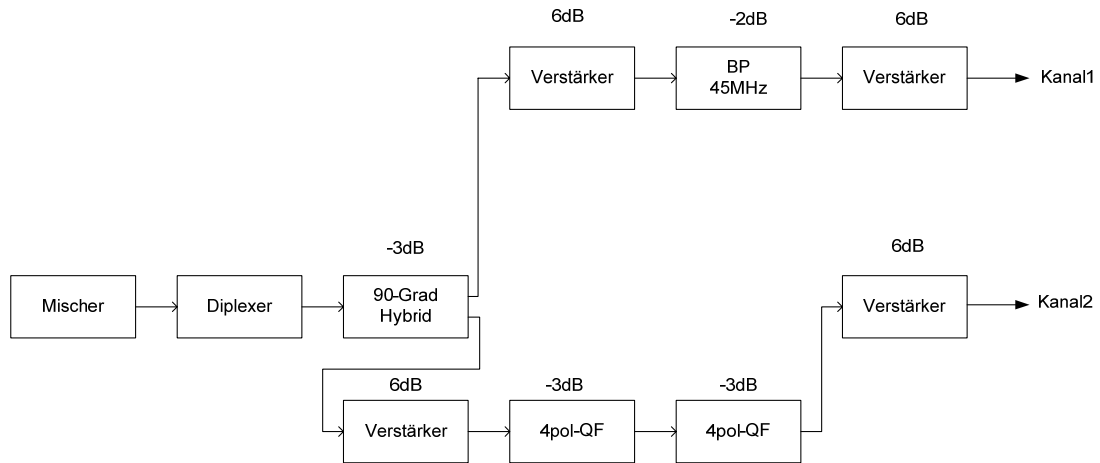 6dB
-2dB
6dB
Verstärker
BP
45MHz
Verstärker
Kanal1
-3dB
6dB
Mischer
Diplexer
90-Grad
Hybrid
Verstärker
Kanal2
6dB
-3dB
-3dB
Verstärker
4pol-QF
4pol-QF